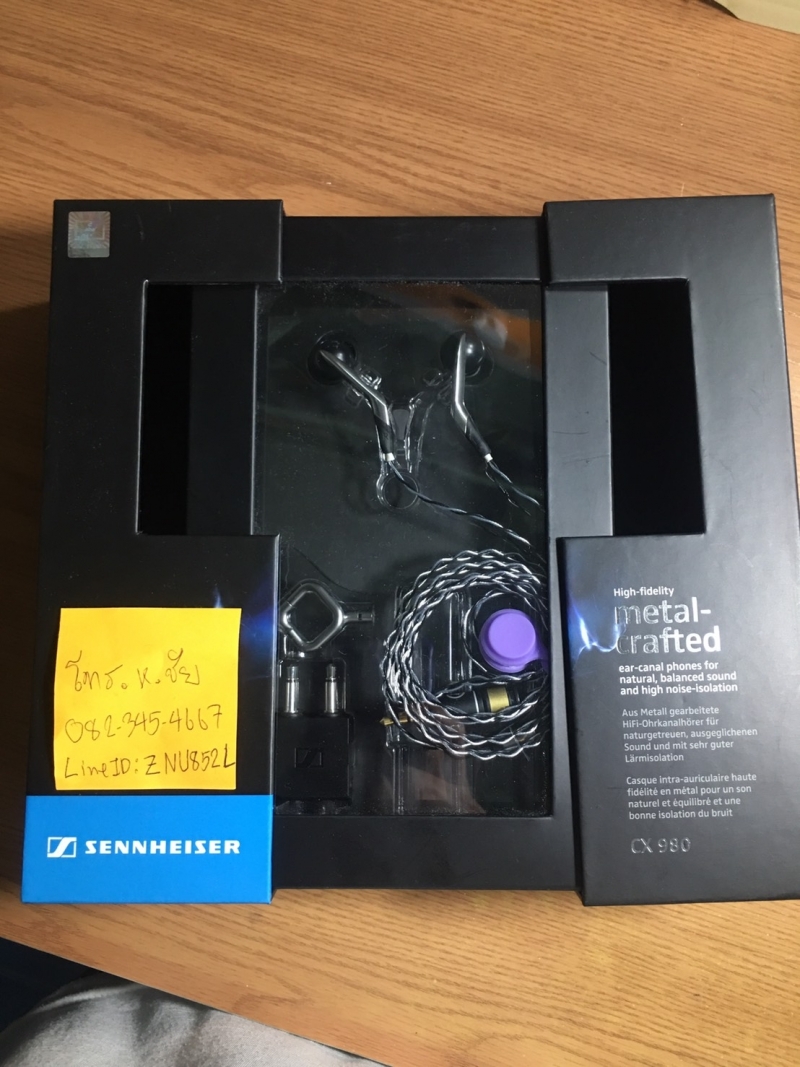 โทร. ค. ชัย
082-345-4667
Line ID: ZNU852L
SENNHEISER
High-fidelity
metal-
crafted
ear-canal phones for
natural, balanced sound
and high noise-isolation
Aus Metall gearbeitete
HiFi-Ohrkanalhörer für
naturgetreuen, ausgeglichenen
Sound und mit sehr guter
Lärmisolation
Casque intra-auriculaire haute
fidélité en métal pour un son
naturel et équilibré et une
bonne isolation du bruit
CX 980